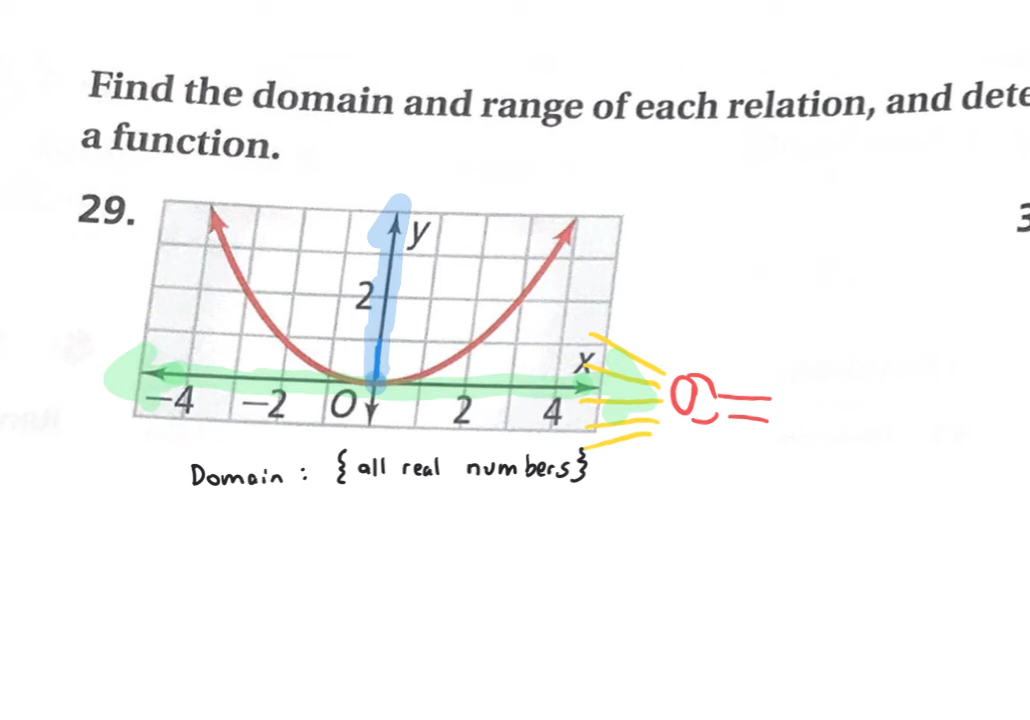 Find the domain and range of each relation, and dete
a function.
29.
y
2
x
−4 −2 O 2 4
Domain : {all real numbers}